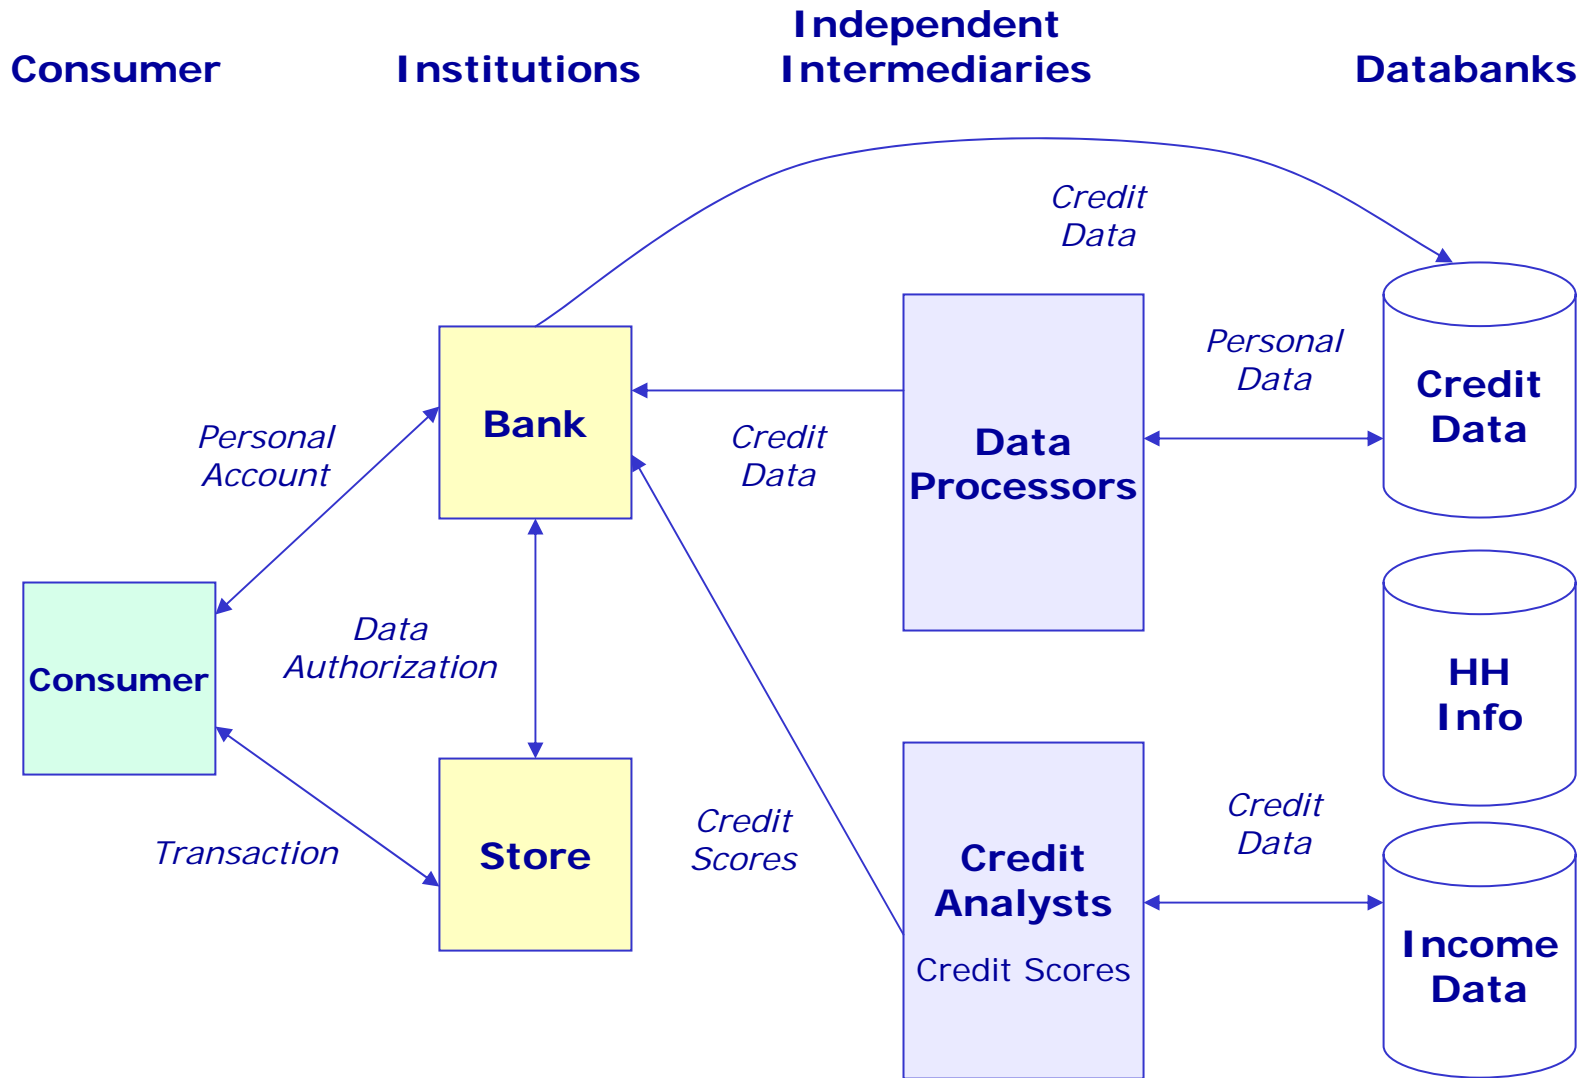 Independent
Consumer
Institutions
Intermediaries
Databanks
Credit
Data
Personal
Data
Credit
Data
Bank
Personal
Account
Credit
Data
Data
Processors
Data
Authorization
Consumer
HH
Info
Transaction
Store
Credit
Scores
Credit
Analysts
Credit Scores
Credit
Data
Income
Data